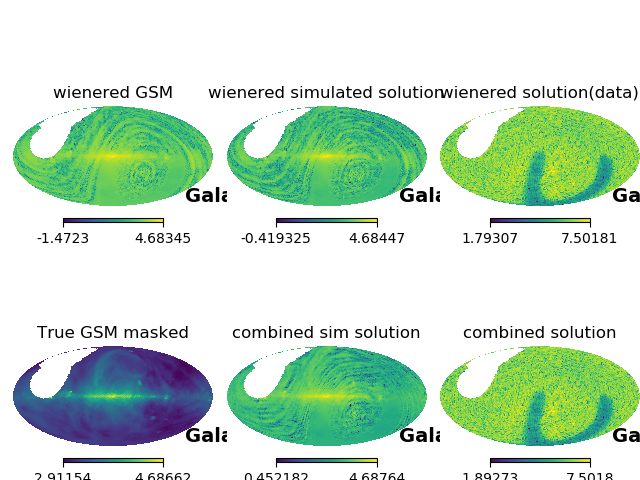 wienered GSM
wienered simulated solution
wienered solution(data)
Gala
Gala
Ga
-1.4723 4.68345
-0.419325 4.68447
1.79307 7.50181
True GSM masked
combined sim solution
combined solution
Gala
Gala
Ga
2.91154 4.68662
0.452182 4.68764
1.89273 7.5018